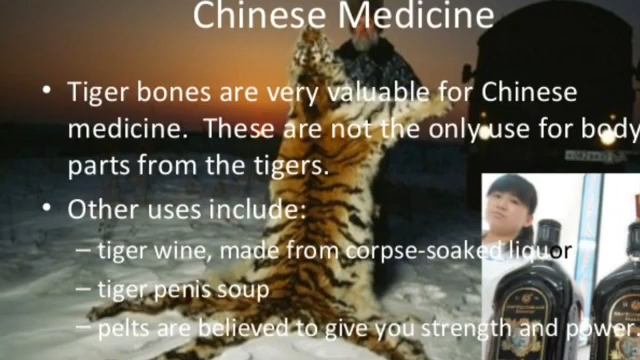 Chinese Medicine
• Tiger bones are very valuable for Chinese
medicine.  These are not the only use for body
parts from the tigers.
• Other uses include:
– tiger wine, made from corpse-soaked liquor
– tiger penis soup
– pelts are believed to give you strength and power.